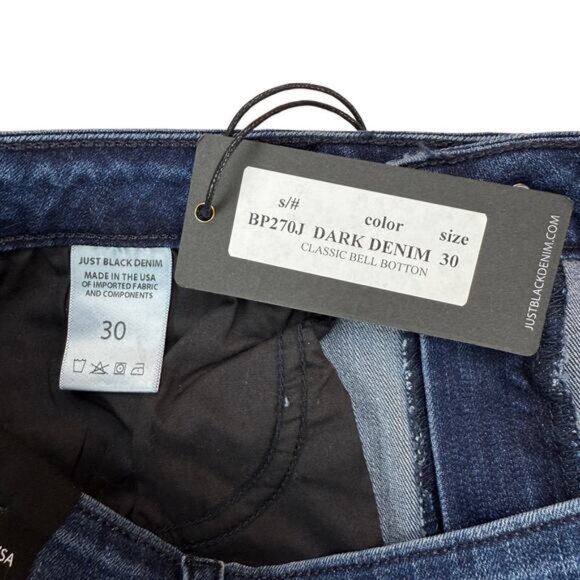 s/# color size
BP270J DARK DENIM 30
CLASSIC BELL BOTTON
JUSTBLACKDENIM.COM
JUST BLACK DENIM
MADE IN THE USA
OF IMPORTED FABRIC
AND COMPONENTS
30